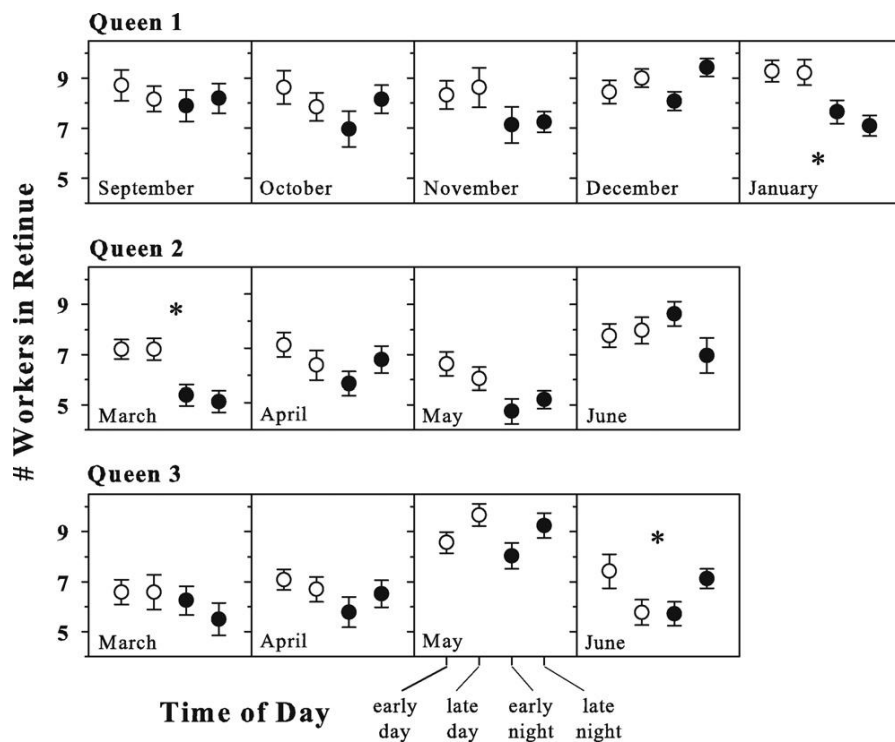 Queen 1
9
7
5
September October November December January
*
Queen 2
# Workers in Retinue
9
7
5
*
March April May June
Queen 3
9
7
5
*
March April May June
Time of Day
early late early late
day day night night